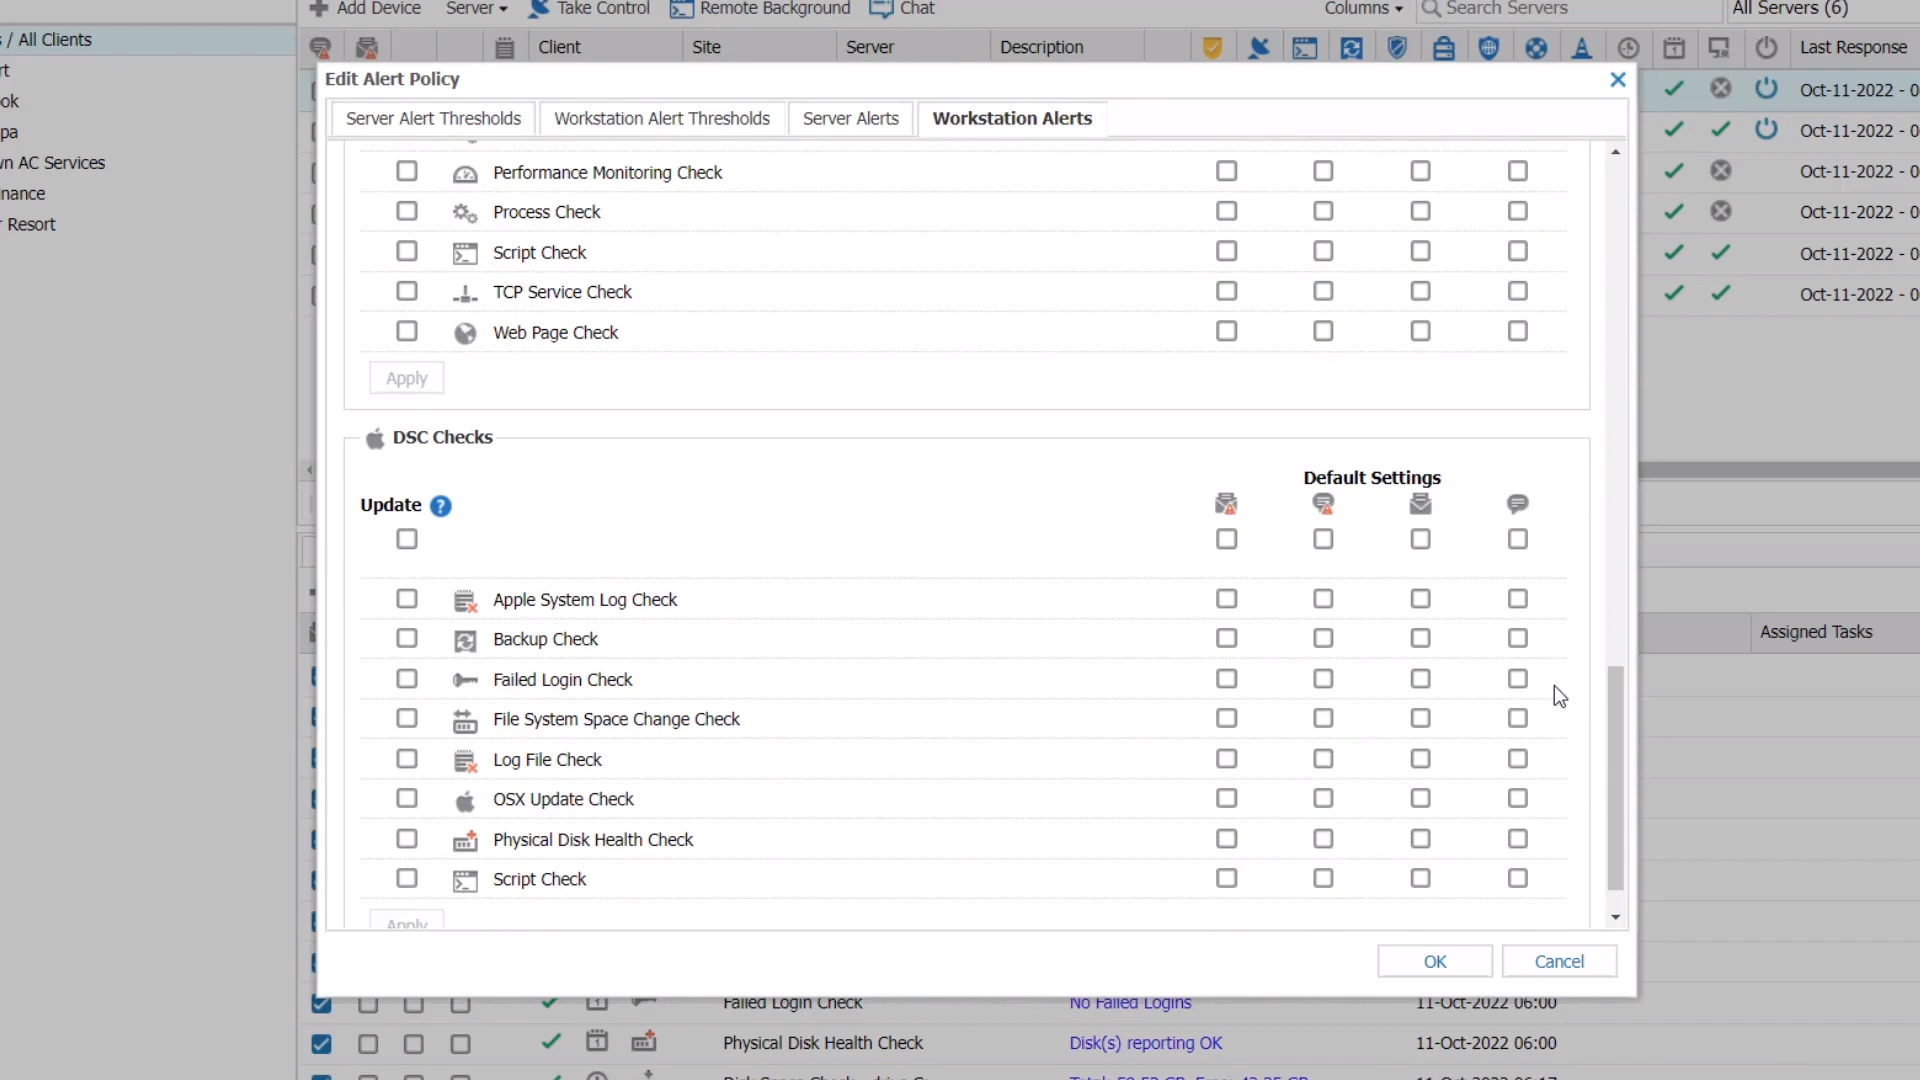 Add Device Server Take Control Remote Background Chat Columns Search Servers All Servers (6)
/ All Clients
Client Site Server Description Last Response
Edit Alert Policy
Server Alert Thresholds Workstation Alert Thresholds Server Alerts Workstation Alerts
Oct-11-2022 - 0
Oct-11-2022 - 0
AC Services
Oct-11-2022 - 0
Resort
Oct-11-2022 - 0
Oct-11-2022 - 0
Oct-11-2022 - 0
Performance Monitoring Check
Process Check
Script Check
TCP Service Check
Web Page Check
Apply
DSC Checks
Default Settings
Update ?
Apple System Log Check
Assigned Tasks
Backup Check
Failed Login Check
File System Space Change Check
Log File Check
OSX Update Check
Physical Disk Health Check
Script Check
Apply
OK Cancel
Failed Login Check No Failed Logins 11-Oct-2022 06:00
Physical Disk Health Check Disk(s) reporting OK 11-Oct-2022 06:00